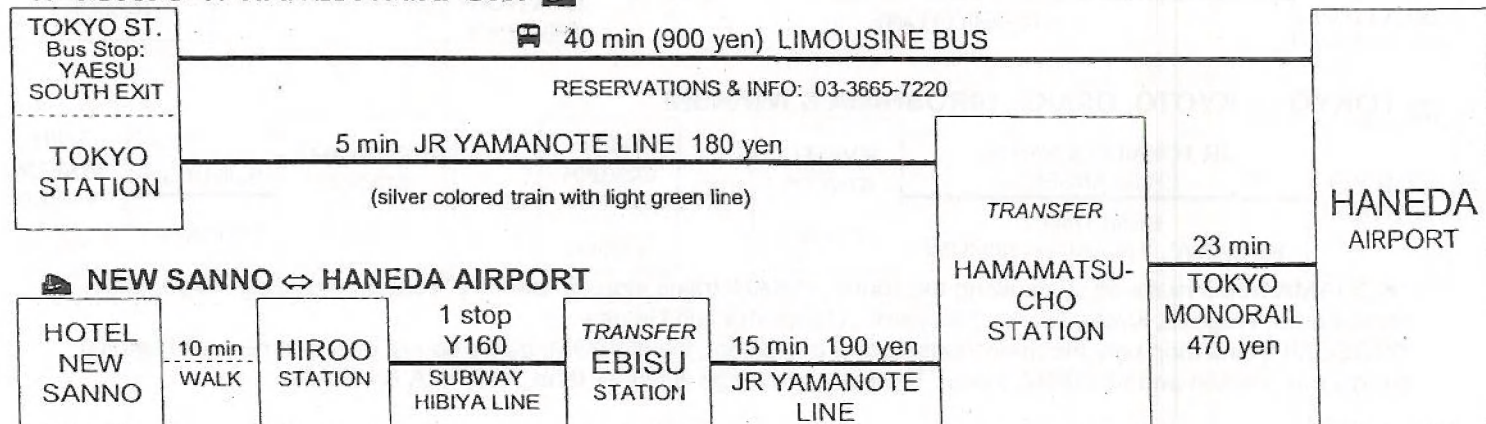 TOKYO ST.
Bus Stop:
YAESU
SOUTH EXIT
40 min (900 yen) LIMOUSINE BUS
RESERVATIONS & INFO: 03-3665-7220
TOKYO
STATION
5 min JR YAMANOTE LINE 180 yen
(silver colored train with light green line)
TRANSFER
HAMAMATSU-
CHO
STATION
23 min
TOKYO
MONORAIL
470 yen
HANEDA
AIRPORT
NEW SANNO ⇔ HANEDA AIRPORT
HOTEL
NEW
SANNO
10 min
WALK
HIROO
STATION
1 stop
Y160
SUBWAY
HIBIYA LINE
TRANSFER
EBISU
STATION
15 min 190 yen
JR YAMANOTE
LINE